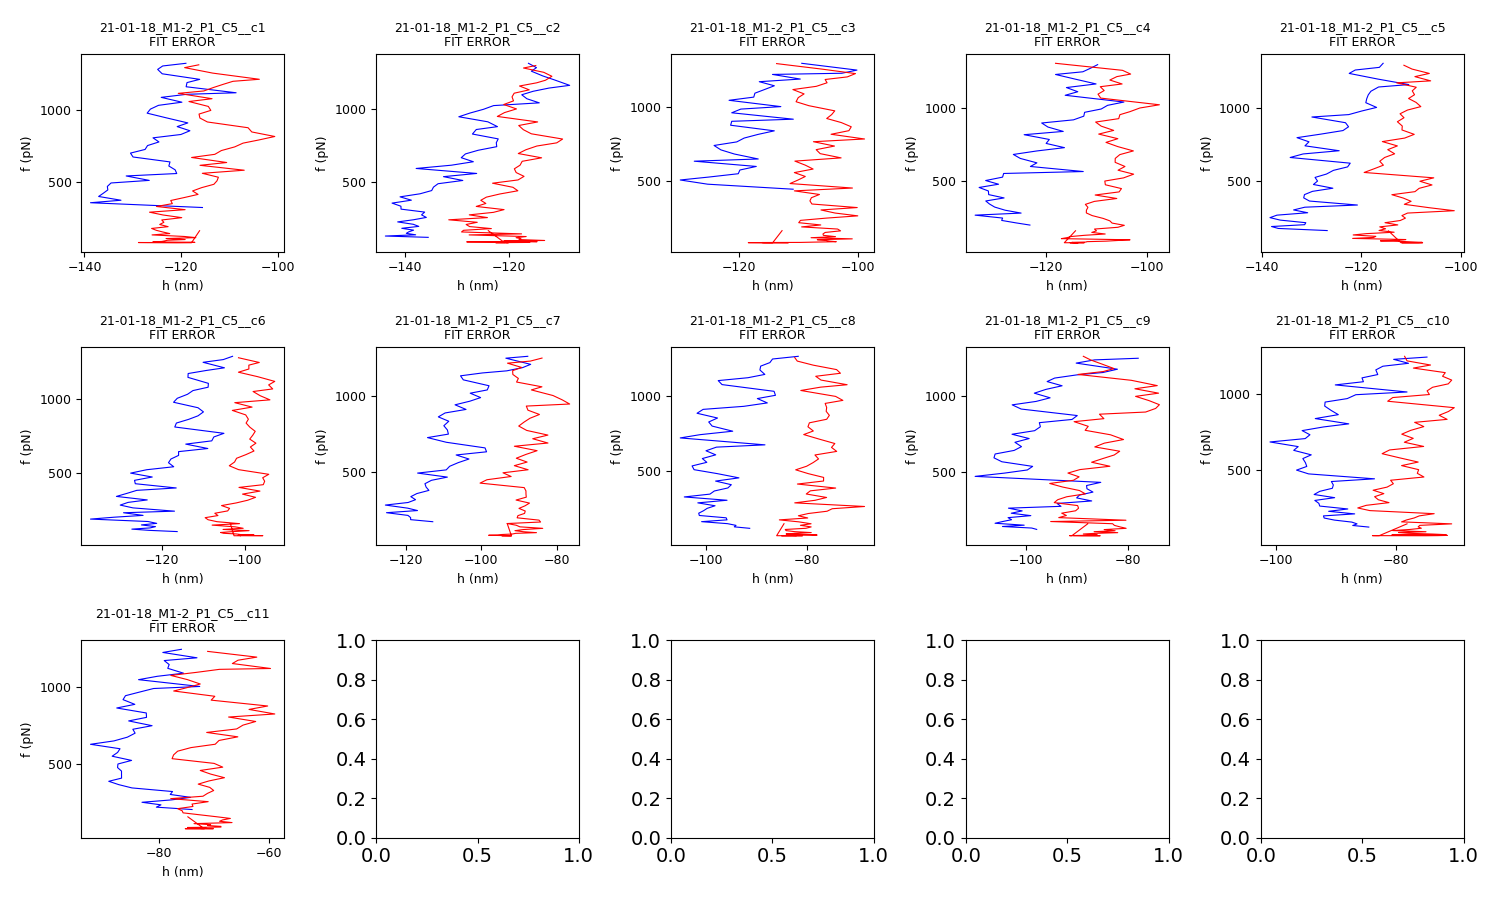 21-01-18_M1-2_P1_C5__c1
FIT ERROR
21-01-18_M1-2_P1_C5__c2
FIT ERROR
21-01-18_M1-2_P1_C5__c3
FIT ERROR
21-01-18_M1-2_P1_C5__c4
FIT ERROR
21-01-18_M1-2_P1_C5__c5
FIT ERROR
f (pN)
1000
500
−140 −120 −100
h (nm)
f (pN)
1000
500
−140 −120
h (nm)
f (pN)
1000
500
−120 −100
h (nm)
f (pN)
1000
500
−120 −100
h (nm)
f (pN)
1000
500
−140 −120 −100
h (nm)
21-01-18_M1-2_P1_C5__c6
FIT ERROR
21-01-18_M1-2_P1_C5__c7
FIT ERROR
21-01-18_M1-2_P1_C5__c8
FIT ERROR
21-01-18_M1-2_P1_C5__c9
FIT ERROR
21-01-18_M1-2_P1_C5__c10
FIT ERROR
f (pN)
1000
500
−120 −100
h (nm)
f (pN)
1000
500
−120 −100 −80
h (nm)
f (pN)
1000
500
−100 −80
h (nm)
f (pN)
1000
500
−100 −80
h (nm)
f (pN)
1000
500
−100 −80
h (nm)
21-01-18_M1-2_P1_C5__c11
FIT ERROR
f (pN)
1000
500
−80 −60
h (nm)
1.0
0.8
0.6
0.4
0.2
0.0
0.0 0.5 1.0
1.0
0.8
0.6
0.4
0.2
0.0
0.0 0.5 1.0
1.0
0.8
0.6
0.4
0.2
0.0
0.0 0.5 1.0
1.0
0.8
0.6
0.4
0.2
0.0
0.0 0.5 1.0